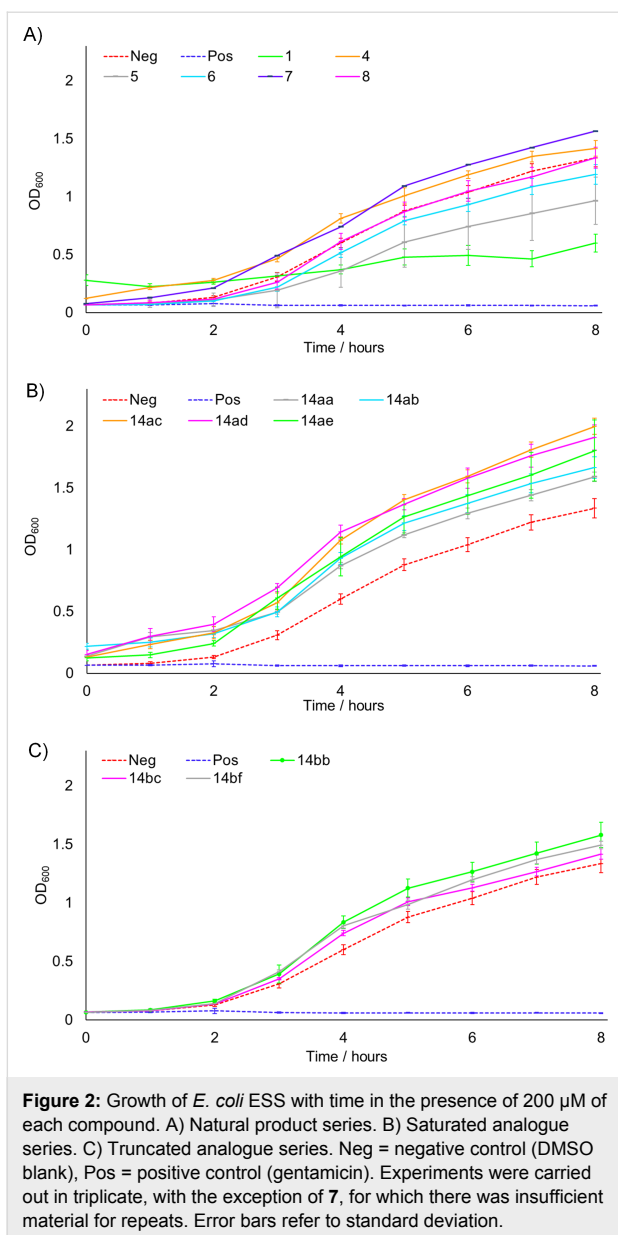 A)
Neg Pos 1 4
5 6 7 8
2
1.5
1
0.5
0
OD600
0 2 4 6 8
Time / hours
B)
Neg Pos 14aa 14ab
14ac 14ad 14ae
2
1.5
1
0.5
0
OD600
0 2 4 6 8
Time / hours
C)
Neg Pos 14bb
14bc 14bf
2
1.5
1
0.5
0
OD600
0 2 4 6 8
Time / hours
Figure 2: Growth of E. coli ESS with time in the presence of 200 µM of
each compound. A) Natural product series. B) Saturated analogue
series. C) Truncated analogue series. Neg = negative control (DMSO
blank), Pos = positive control (gentamicin). Experiments were carried
out in triplicate, with the exception of 7, for which there was insufficient
material for repeats. Error bars refer to standard deviation.